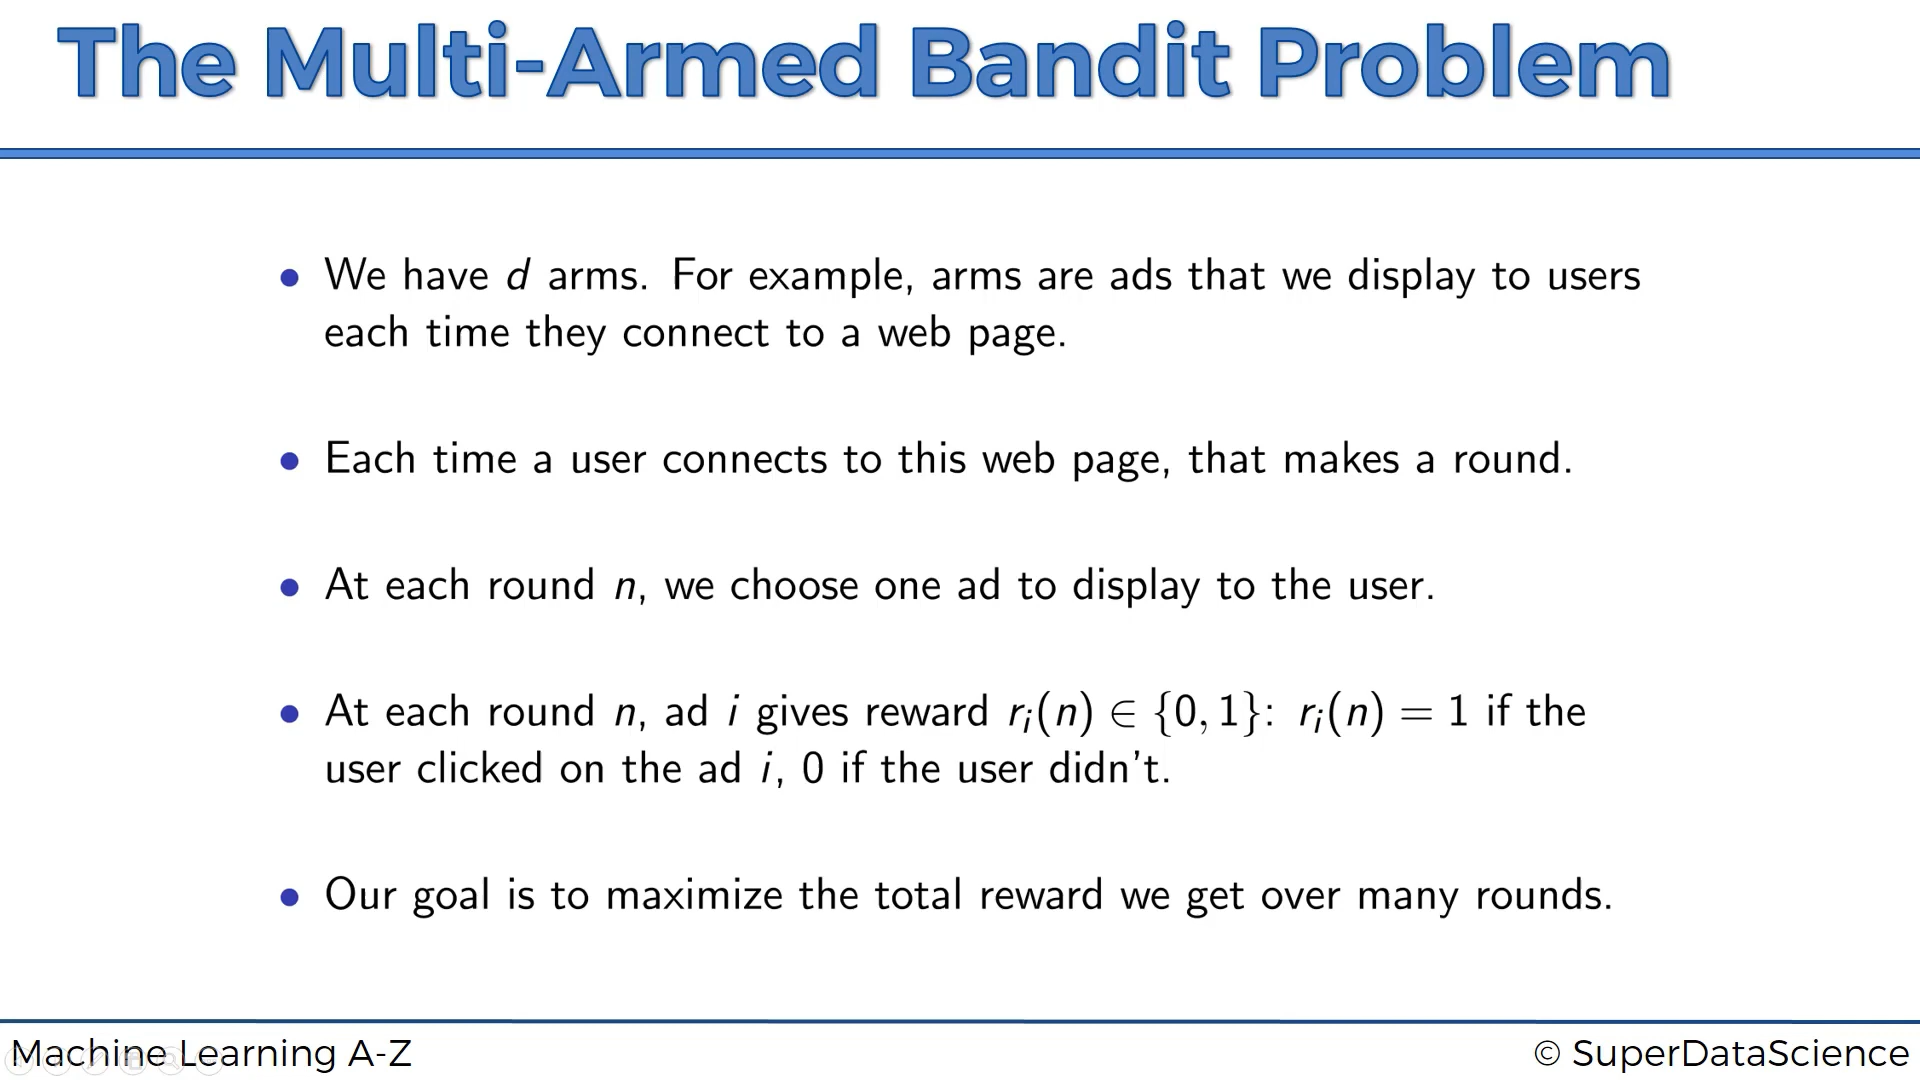 The Multi-Armed Bandit Problem
• We have d arms. For example, arms are ads that we display to users
each time they connect to a web page.
• Each time a user connects to this web page, that makes a round.
• At each round n, we choose one ad to display to the user.
• At each round n, ad i gives reward rᵢ(n) ∈ {0, 1}: rᵢ(n) = 1 if the
user clicked on the ad i, 0 if the user didn't.
• Our goal is to maximize the total reward we get over many rounds.
Machine Learning A-Z
© SuperDataScience